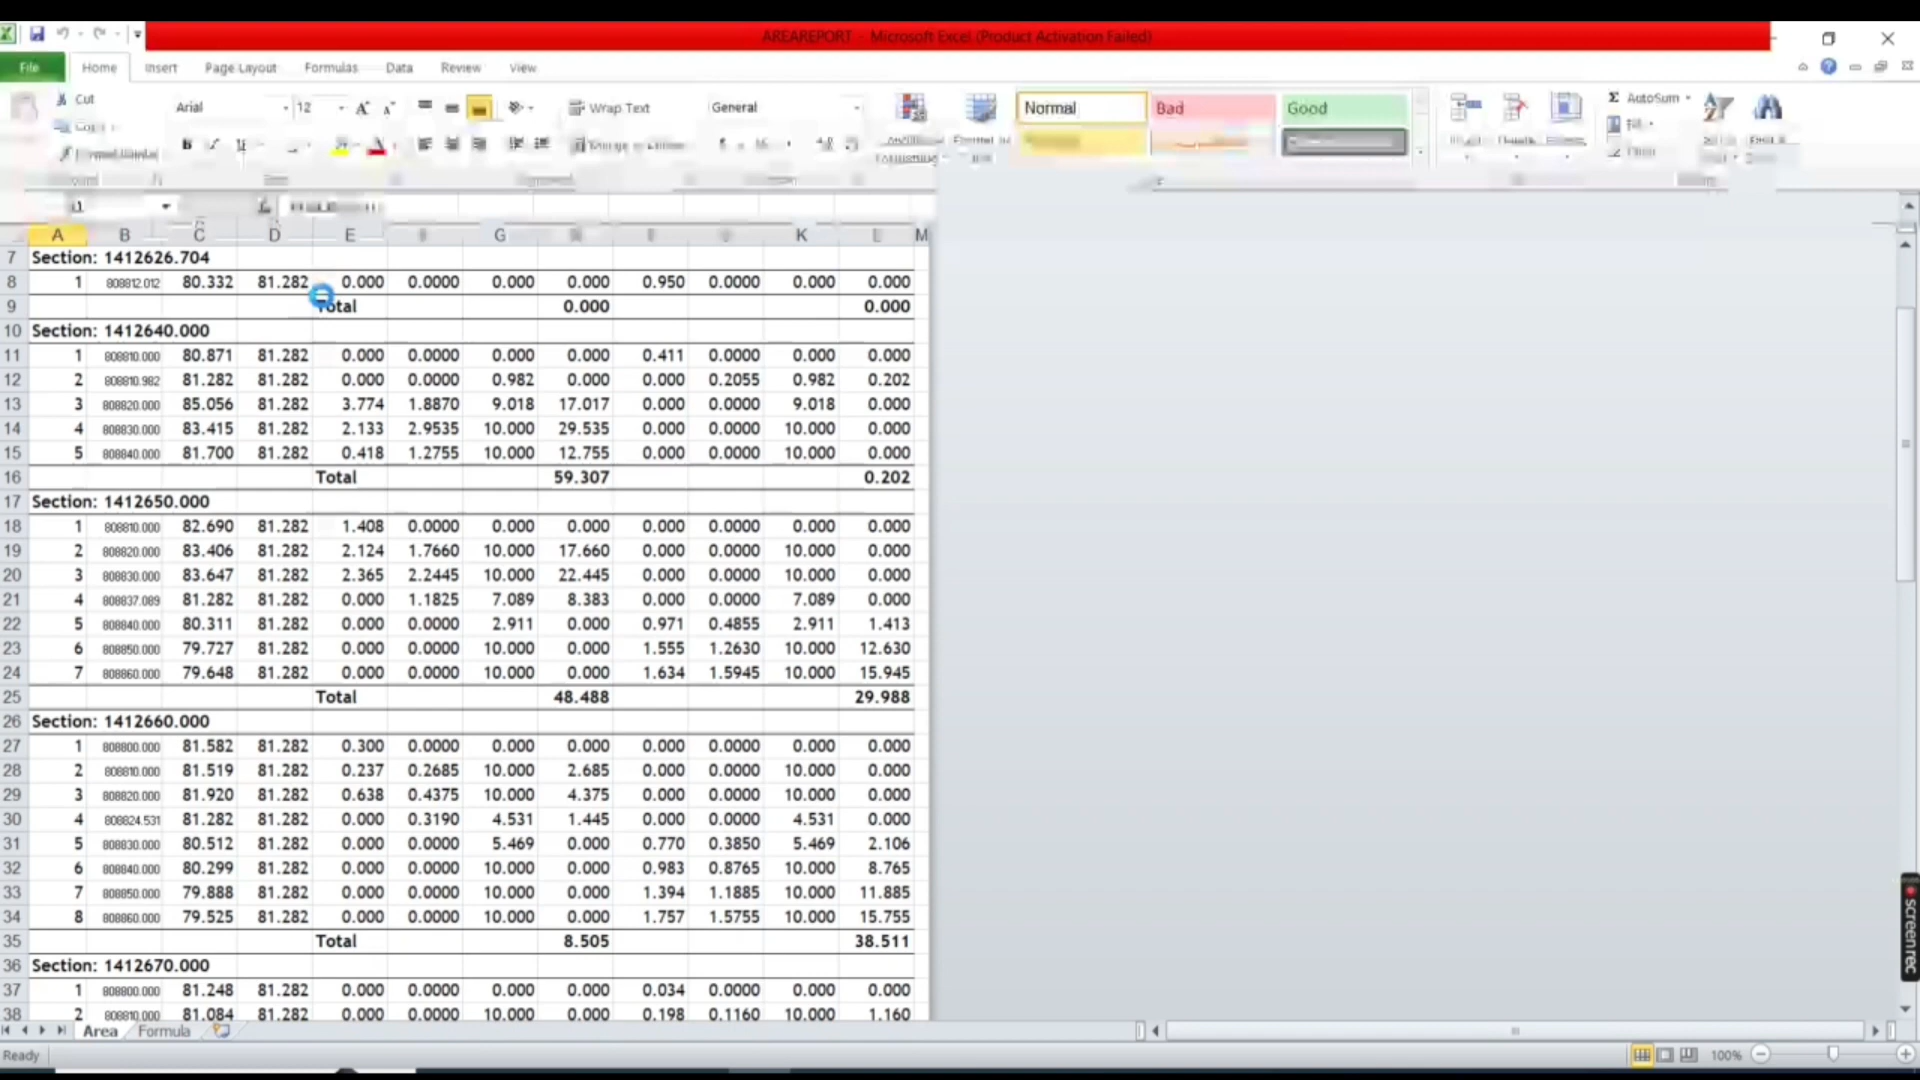 AREAREPORT - Microsoft Excel (Product Activation Failed)
File Home Insert Page Layout Formulas Data Review View
Cut Arial 12 Wrap Text General Normal Bad Good AutoSum
Copy
A B C D E G K L M
7 Section: 1412626.704
8 1 808812.012 80.332 81.282 0.000 0.0000 0.000 0.000 0.950 0.0000 0.000 0.000
9 Total 0.000 0.000
10 Section: 1412640.000
11 1 808810.000 80.871 81.282 0.000 0.0000 0.000 0.000 0.411 0.0000 0.000 0.000
12 2 808810.982 81.282 81.282 0.000 0.0000 0.982 0.000 0.000 0.2055 0.982 0.202
13 3 808820.000 85.056 81.282 3.774 1.8870 9.018 17.017 0.000 0.0000 9.018 0.000
14 4 808830.000 83.415 81.282 2.133 2.9535 10.000 29.535 0.000 0.0000 10.000 0.000
15 5 808840.000 81.700 81.282 0.418 1.2755 10.000 12.755 0.000 0.0000 10.000 0.000
16 Total 59.307 0.202
17 Section: 1412650.000
18 1 808810.000 82.690 81.282 1.408 0.0000 0.000 0.000 0.000 0.0000 0.000 0.000
19 2 808820.000 83.406 81.282 2.124 1.7660 10.000 17.660 0.000 0.0000 10.000 0.000
20 3 808830.000 83.647 81.282 2.365 2.2445 10.000 22.445 0.000 0.0000 10.000 0.000
21 4 808837.089 81.282 81.282 0.000 1.1825 7.089 8.383 0.000 0.0000 7.089 0.000
22 5 808840.000 80.311 81.282 0.000 0.0000 2.911 0.000 0.971 0.4855 2.911 1.413
23 6 808850.000 79.727 81.282 0.000 0.0000 10.000 0.000 1.555 1.2630 10.000 12.630
24 7 808860.000 79.648 81.282 0.000 0.0000 10.000 0.000 1.634 1.5945 10.000 15.945
25 Total 48.488 29.988
26 Section: 1412660.000
27 1 808800.000 81.582 81.282 0.300 0.0000 0.000 0.000 0.000 0.0000 0.000 0.000
28 2 808810.000 81.519 81.282 0.237 0.2685 10.000 2.685 0.000 0.0000 10.000 0.000
29 3 808820.000 81.920 81.282 0.638 0.4375 10.000 4.375 0.000 0.0000 10.000 0.000
30 4 808824.531 81.282 81.282 0.000 0.3190 4.531 1.445 0.000 0.0000 4.531 0.000
31 5 808830.000 80.512 81.282 0.000 0.0000 5.469 0.000 0.770 0.3850 5.469 2.106
32 6 808840.000 80.299 81.282 0.000 0.0000 10.000 0.000 0.983 0.8765 10.000 8.765
33 7 808850.000 79.888 81.282 0.000 0.0000 10.000 0.000 1.394 1.1885 10.000 11.885
34 8 808860.000 79.525 81.282 0.000 0.0000 10.000 0.000 1.757 1.5755 10.000 15.755
35 Total 8.505 38.511
36 Section: 1412670.000
37 1 808800.000 81.248 81.282 0.000 0.0000 0.000 0.000 0.034 0.0000 0.000 0.000
38 2 808810.000 81.084 81.282 0.000 0.0000 10.000 0.000 0.198 0.1160 10.000 1.160
screenrec
Area Formula
Ready 100%